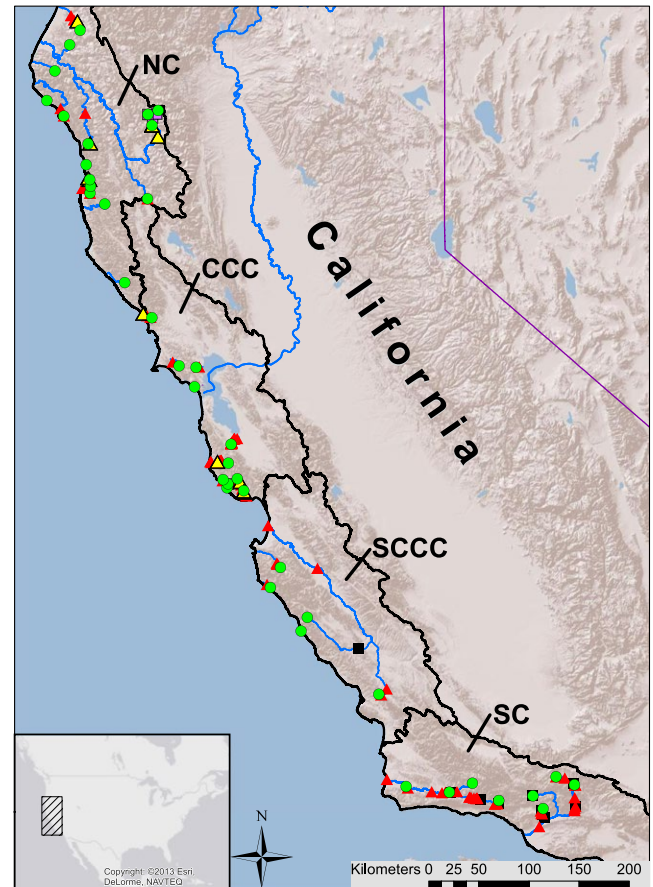 NC
CCC
California
SCCC
SC
N
Copyright: ©2013 Esri,
DeLorme, NAVTEQ
Kilometers 0 25 50 100 150 200